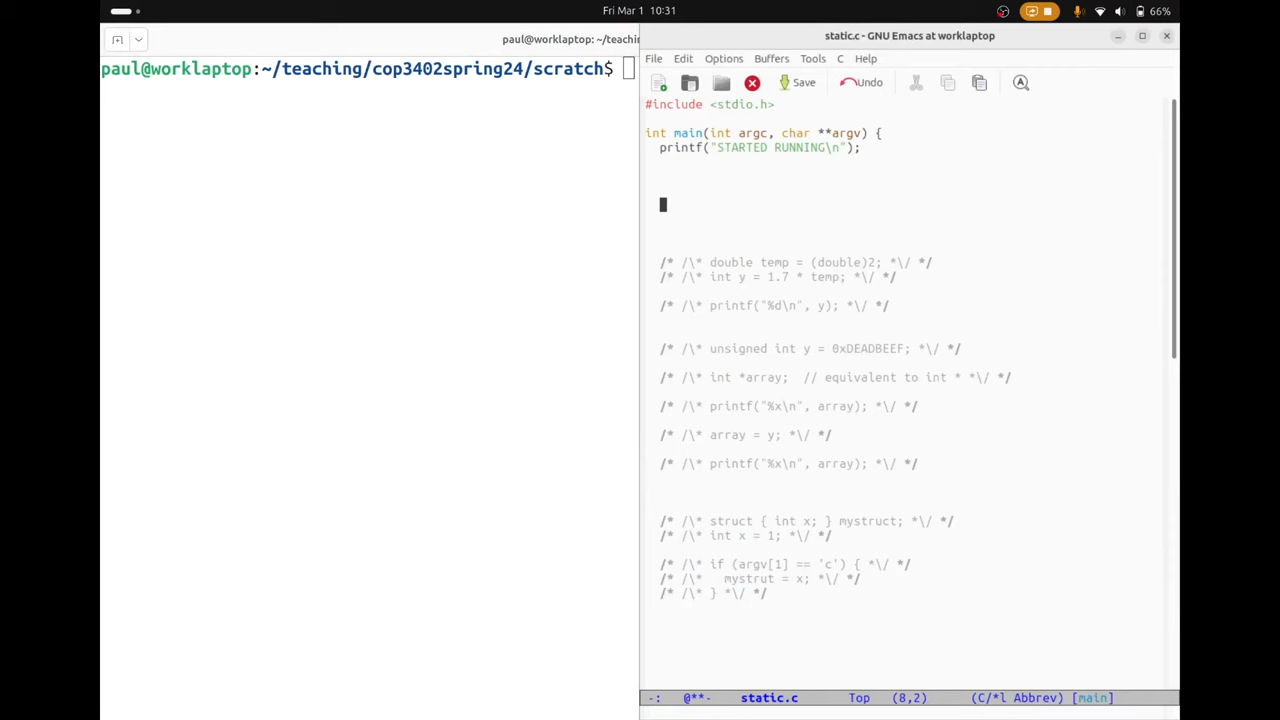 Fri Mar 1 10:31
66%
paul@worklaptop: ~/teachin
paul@worklaptop:~/teaching/cop3402spring24/scratch$
static.c - GNU Emacs at worklaptop
File Edit Options Buffers Tools C Help
Save Undo
#include <stdio.h>
int main(int argc, char **argv) {
printf("STARTED RUNNING\n");
/* /\* double temp = (double)2; *\/ */
/* /\* int y = 1.7 * temp; *\/ */
/* /\* printf("%d\n", y); *\/ */
/* /\* unsigned int y = 0xDEADBEEF; *\/ */
/* /\* int *array;  // equivalent to int * *\/ */
/* /\* printf("%x\n", array); *\/ */
/* /\* array = y; *\/ */
/* /\* printf("%x\n", array); *\/ */
/* /\* struct { int x; } mystruct; *\/ */
/* /\* int x = 1; *\/ */
/* /\* if (argv[1] == 'c') { *\/ */
/* /\*   mystrut = x; *\/ */
/* /\* } *\/ */
-: @**- static.c Top (8,2) (C/*l Abbrev) [main]